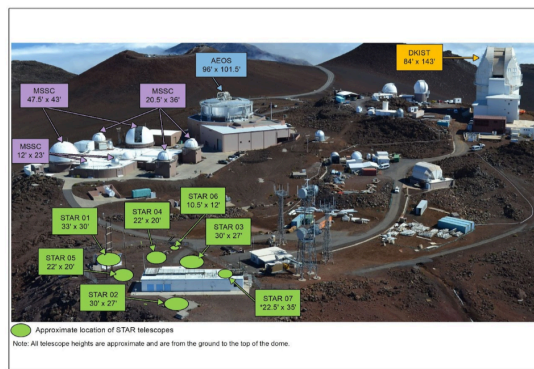 AEOS
96' x 101.5'
DKIST
84' x 143'
MSSC
47.5' x 43'
MSSC
20.5' x 36'
MSSC
12' x 23'
STAR 06
10.5' x 12'
STAR 01
33' x 30'
STAR 04
22' x 20'
STAR 03
30' x 27'
STAR 05
22' x 20'
STAR 02
30' x 27'
STAR 07
*22.5' x 35'
Approximate location of STAR telescopes
Note: All telescope heights are approximate and are from the ground to the top of the dome.